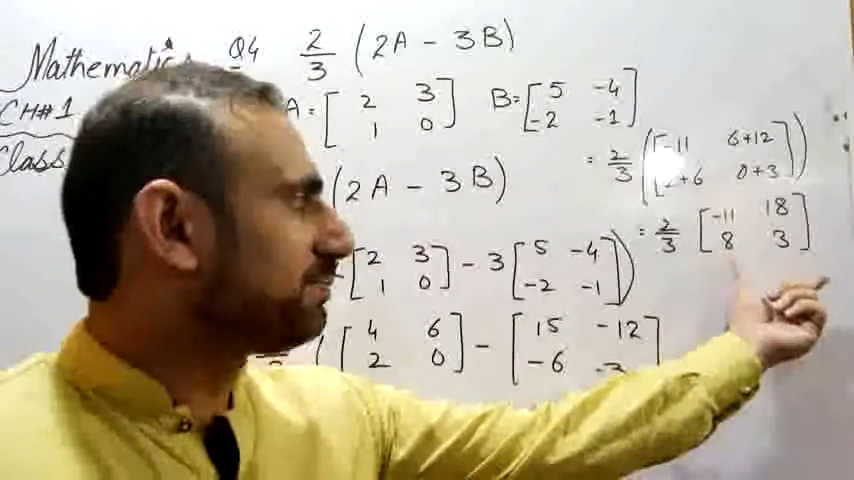 Mathematics Q4 2/3 (2A - 3B)
CH#1 A = [2 3; 1 0] B = [5 -4; -2 -1]
Class
(2A - 3B)
[2 3; 1 0] - 3 [5 -4; -2 -1])
([4 6; 2 0] - [15 -12; -6 -3]
= 2/3 ([-11 6+12; 2+6 0+3])
= 2/3 [-11 18; 8 3]